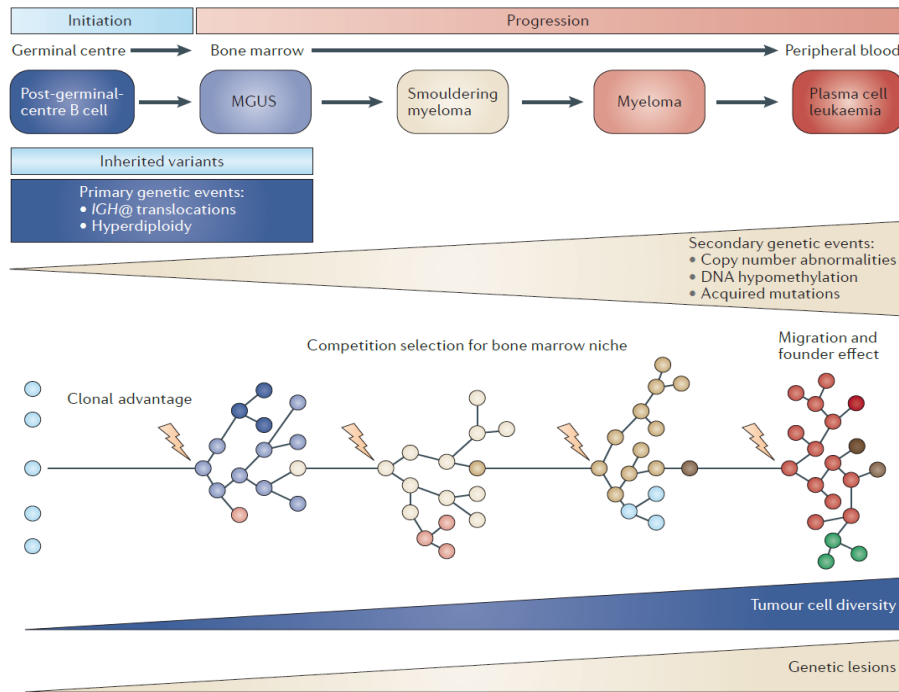 Initiation
Progression
Germinal centre
Bone marrow
Peripheral blood
Post-germinal-
centre B cell
MGUS
Smouldering
myeloma
Myeloma
Plasma cell
leukaemia
Inherited variants
Primary genetic events:
• IGH@ translocations
• Hyperdiploidy
Secondary genetic events:
• Copy number abnormalities
• DNA hypomethylation
• Acquired mutations
Competition selection for bone marrow niche
Migration and
founder effect
Clonal advantage
Tumour cell diversity
Genetic lesions